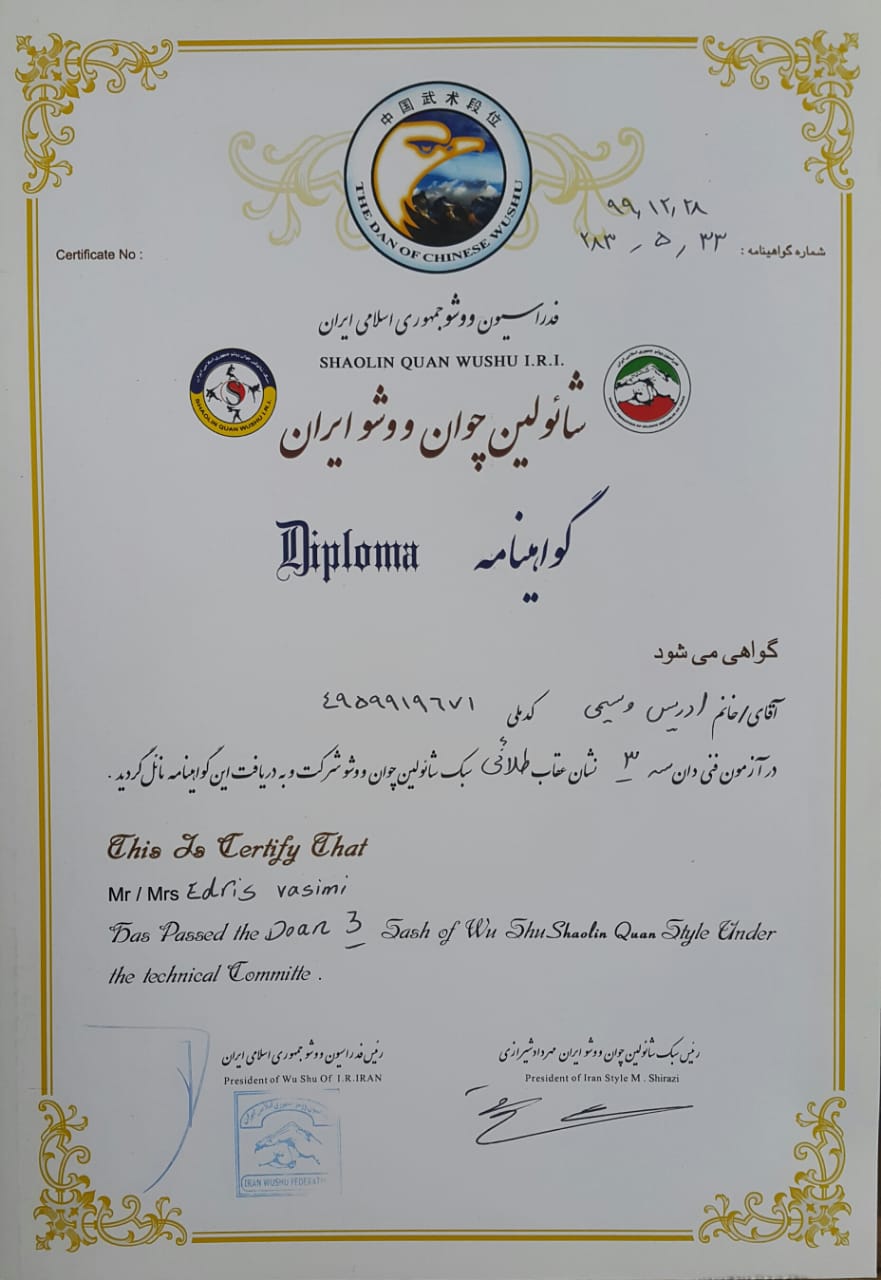 中国武术段位
THE DAN OF CHINESE WUSHU
۹۹,۱۲,۲۸
Certificate No :
شماره گواهینامه : ۳۳ , ۵ , ۲۸۳
فدراسیون ووشو جمهوری اسلامی ایران
SHAOLIN QUAN WUSHU I.R.I.
SHAOLIN QUAN WUSHU I.R.I.
شائولین چوان ووشو ایران
Diploma گواهینامه
گواهی می شود
آقای/خانم ادریس وسیمی کدملی ۴۹۵۹۹۱۹۶۷۱
در آزمون فنی دان سه ۳ نشان عقاب طلائی سبک شائولین چوان ووشو شرکت و به دریافت این گواهینامه نائل گردید .
This Is Certify That
Mr / Mrs Edris vasimi
Has Passed the Doan 3 Sash of Wu Shu Shaolin Quan Style Under
the technical Committe .
رئیس فدراسیون ووشو جمهوری اسلامی ایران
President of Wu Shu Of I.R.IRAN
IRAN WUSHU FEDERATI
رئیس سبک شائولین چوان ووشو ایران مهرداد شیرازی
President of Iran Style M . Shirazi